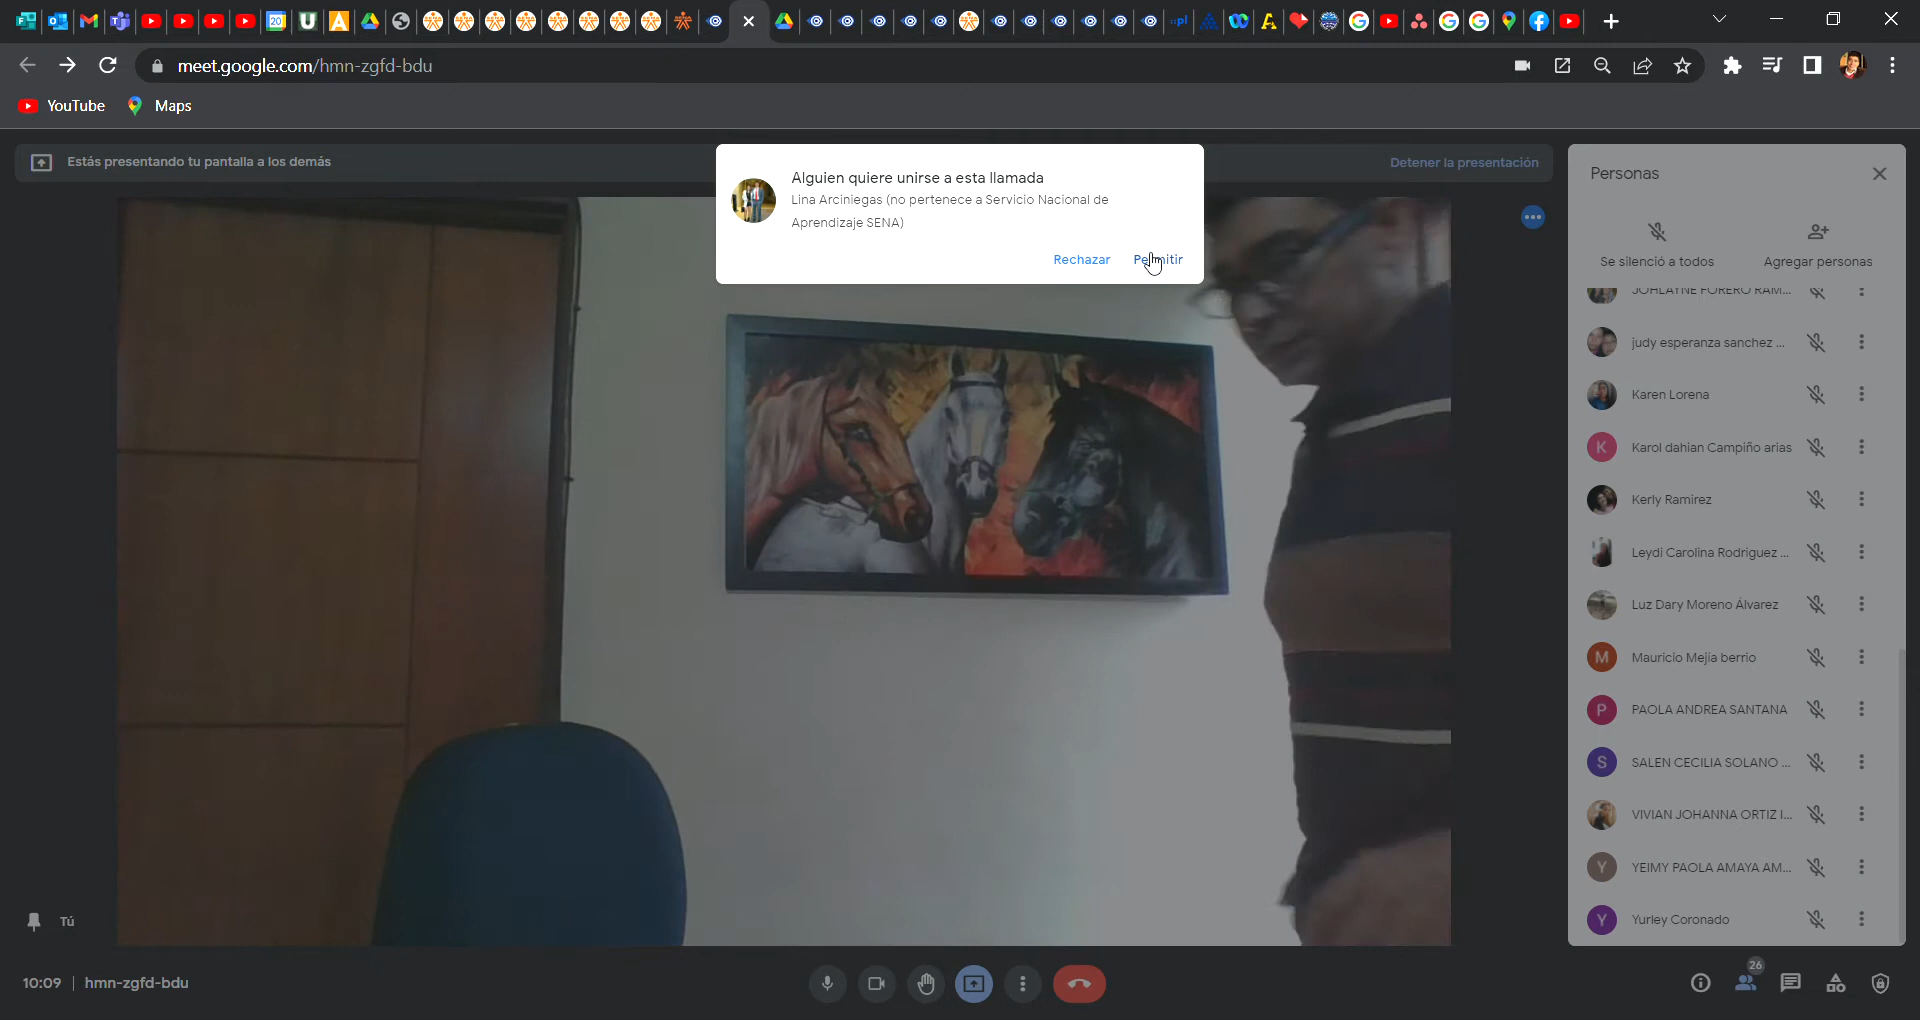 meet.google.com/hmn-zgfd-bdu
YouTube
Maps
Estás presentando tu pantalla a los demás
Detener la presentación
Alguien quiere unirse a esta llamada
Lina Arciniegas (no pertenece a Servicio Nacional de
Aprendizaje SENA)
Rechazar
Permitir
Personas
Se silenció a todos
Agregar personas
JOHLAYNE FORERO RAM...
judy esperanza sanchez ...
Karen Lorena
K
Karol dahian Campiño arias
Kerly Ramirez
Leydi Carolina Rodriguez ...
Luz Dary Moreno Álvarez
M
Mauricio Mejía berrio
P
PAOLA ANDREA SANTANA
S
SALEN CECILIA SOLANO ...
VIVIAN JOHANNA ORTIZ I...
Y
YEIMY PAOLA AMAYA AM...
Y
Yurley Coronado
Tú
10:09 | hmn-zgfd-bdu
26